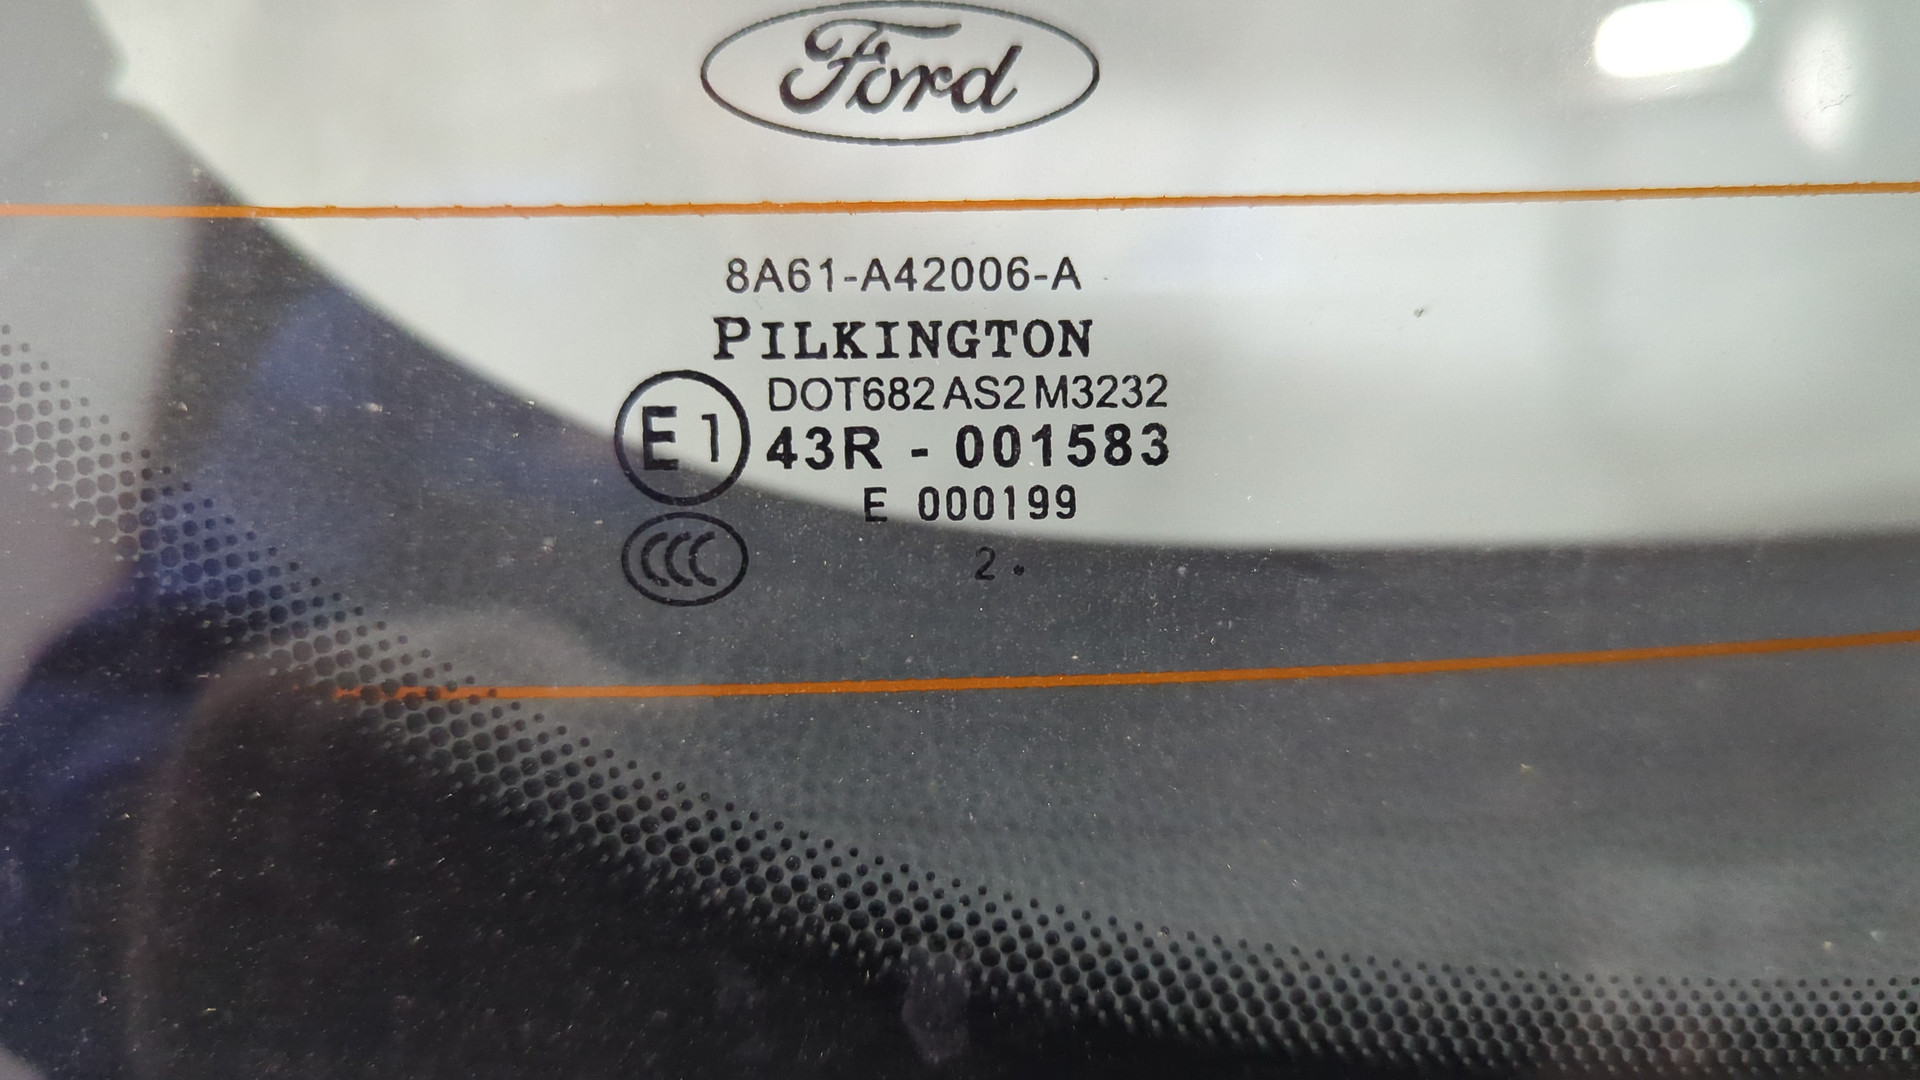 Ford
8A61-A42006-A
PILKINGTON
DOT682 AS2 M3232
E1 43R - 001583
E 000199
CCC 2 .